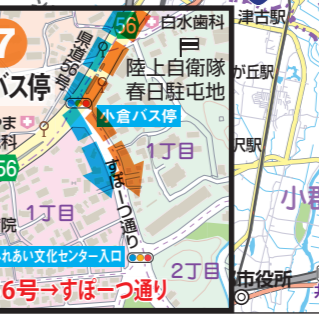 7
56
白水歯科
津古駅
県道56号
陸上自衛隊
春日駐屯地
バス停
が丘駅
小倉バス停
1丁目
沢駅
56
すぽーつ通り
1丁目
小郡
れあい文化センター入口
2丁目
市役所
6号→すぽーつ通り